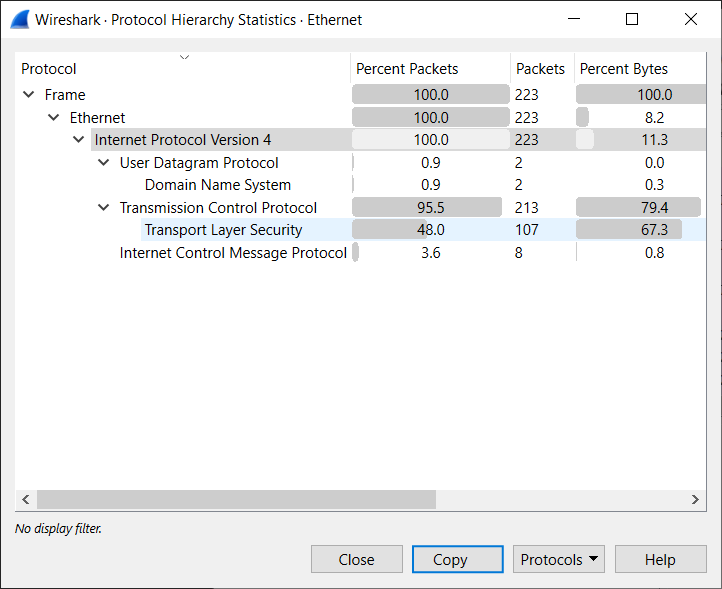 Wireshark · Protocol Hierarchy Statistics · Ethernet
Protocol Percent Packets Packets Percent Bytes
Frame 100.0 223 100.0
Ethernet 100.0 223 8.2
Internet Protocol Version 4 100.0 223 11.3
User Datagram Protocol 0.9 2 0.0
Domain Name System 0.9 2 0.3
Transmission Control Protocol 95.5 213 79.4
Transport Layer Security 48.0 107 67.3
Internet Control Message Protocol 3.6 8 0.8
No display filter.
Close Copy Protocols Help